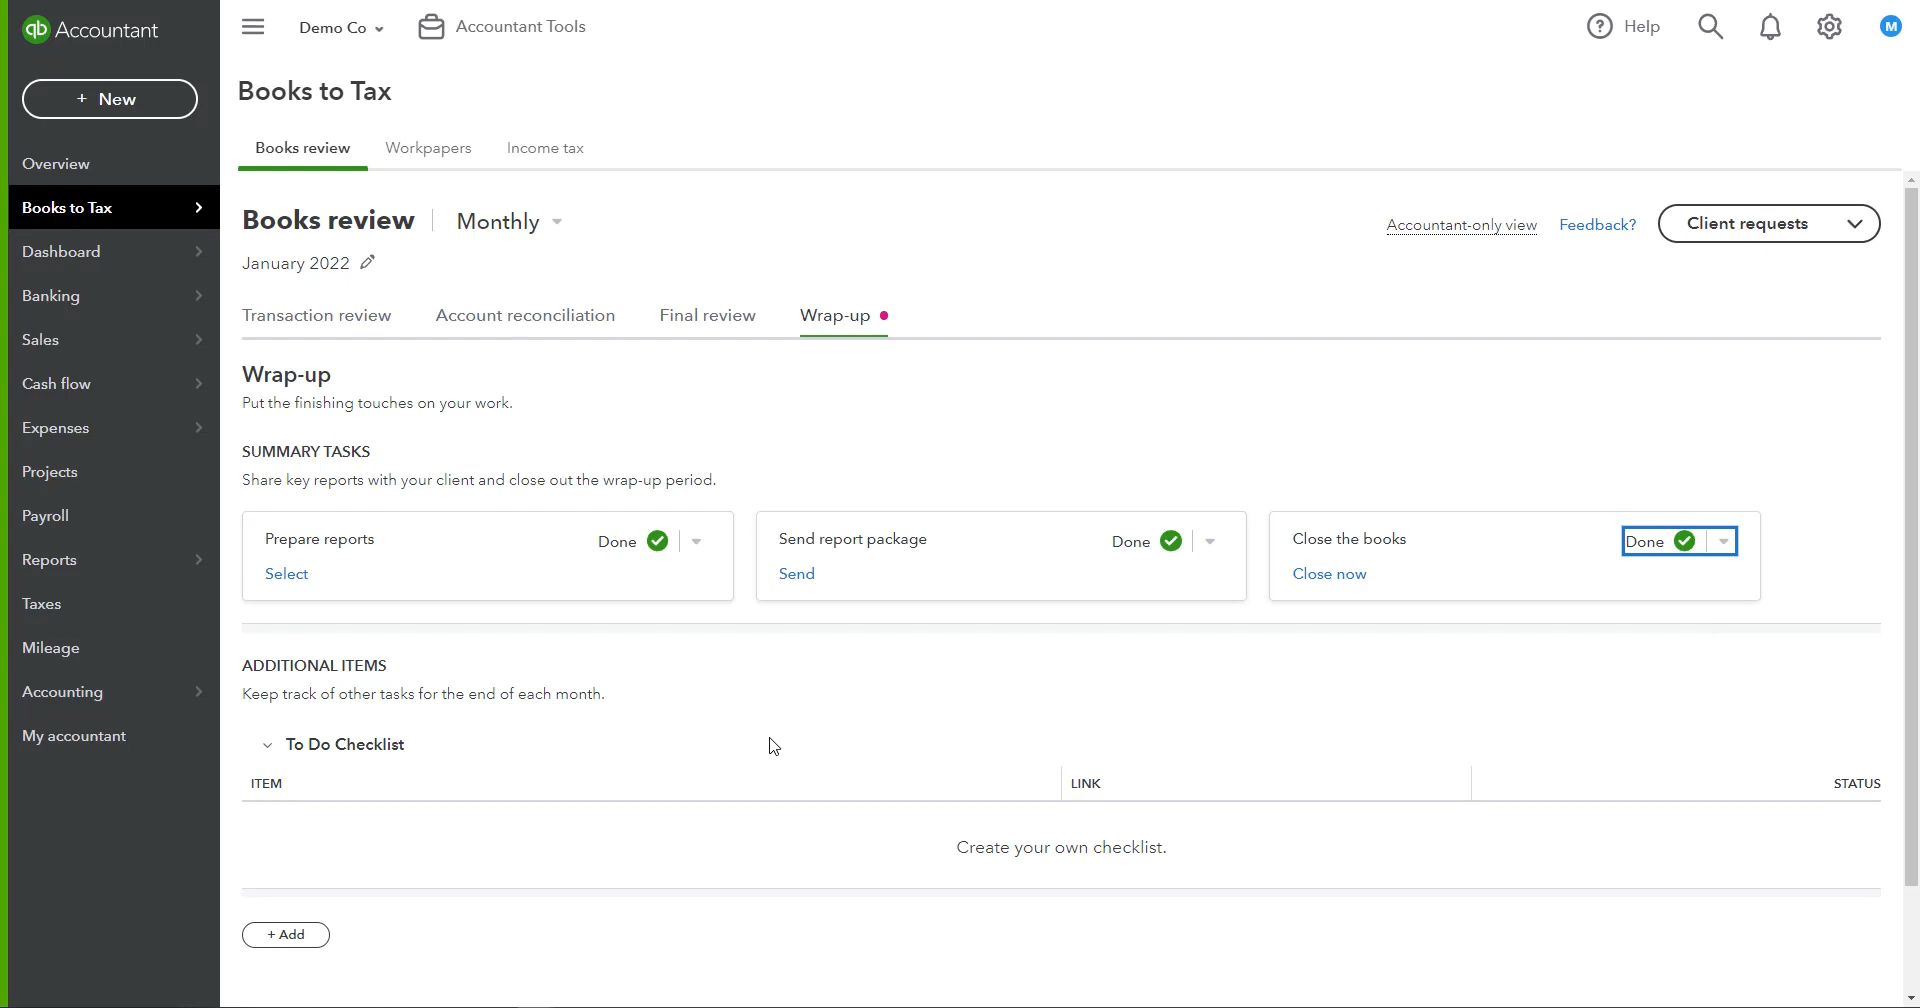 qb Accountant
Demo Co
Accountant Tools
Help
M
+ New
Books to Tax
Books review
Workpapers
Income tax
Overview
Books to Tax
Dashboard
Banking
Sales
Cash flow
Expenses
Projects
Payroll
Reports
Taxes
Mileage
Accounting
My accountant
Books review
Monthly
Accountant-only view
Feedback?
Client requests
January 2022
Transaction review
Account reconciliation
Final review
Wrap-up
Wrap-up
Put the finishing touches on your work.
SUMMARY TASKS
Share key reports with your client and close out the wrap-up period.
Prepare reports
Done
Select
Send report package
Done
Send
Close the books
Done
Close now
ADDITIONAL ITEMS
Keep track of other tasks for the end of each month.
To Do Checklist
ITEM
LINK
STATUS
Create your own checklist.
+ Add